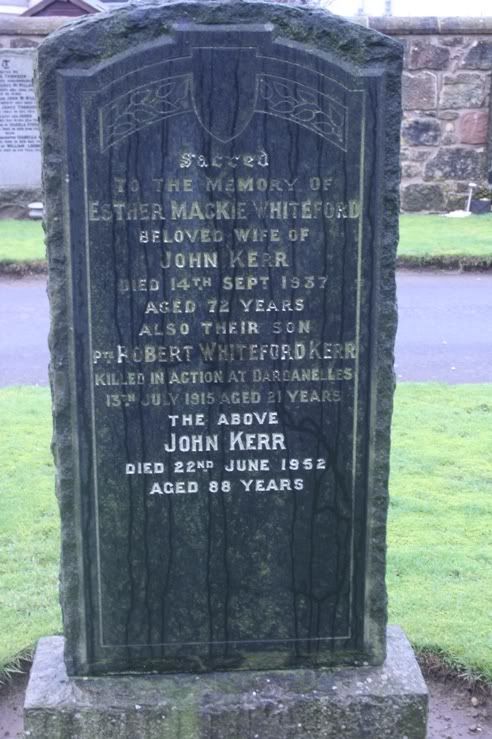 Sacred
TO THE MEMORY OF
ESTHER MACKIE WHITEFORD
BELOVED WIFE OF
JOHN KERR
DIED 14TH SEPT 1937
AGED 72 YEARS
ALSO THEIR SON
PTE ROBERT WHITEFORD KERR
KILLED IN ACTION AT DARDANELLES
13TH JULY 1915 AGED 21 YEARS
THE ABOVE
JOHN KERR
DIED 22ND JUNE 1952
AGED 88 YEARS